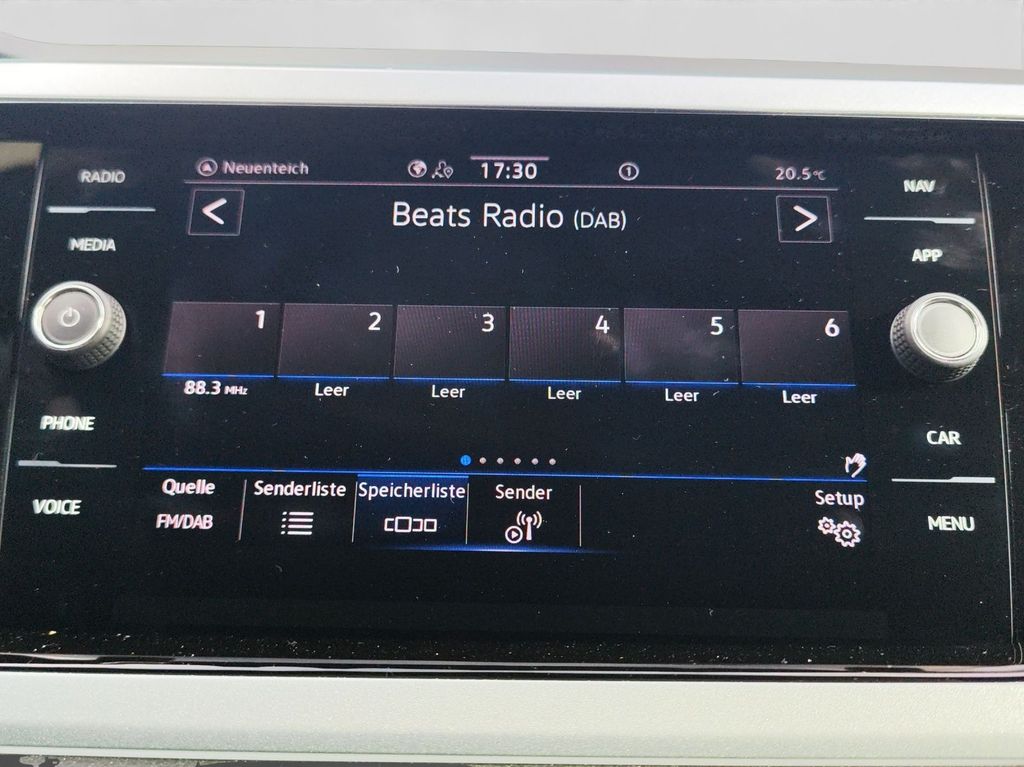 RADIO
MEDIA
PHONE
VOICE
Neuenteich
17:30
1
20.5°C
<
Beats Radio (DAB)
>
1 2 3 4 5 6
88.3 MHz Leer Leer Leer Leer Leer
Quelle Senderliste Speicherliste Sender Setup
FM/DAB
NAV
APP
CAR
MENU